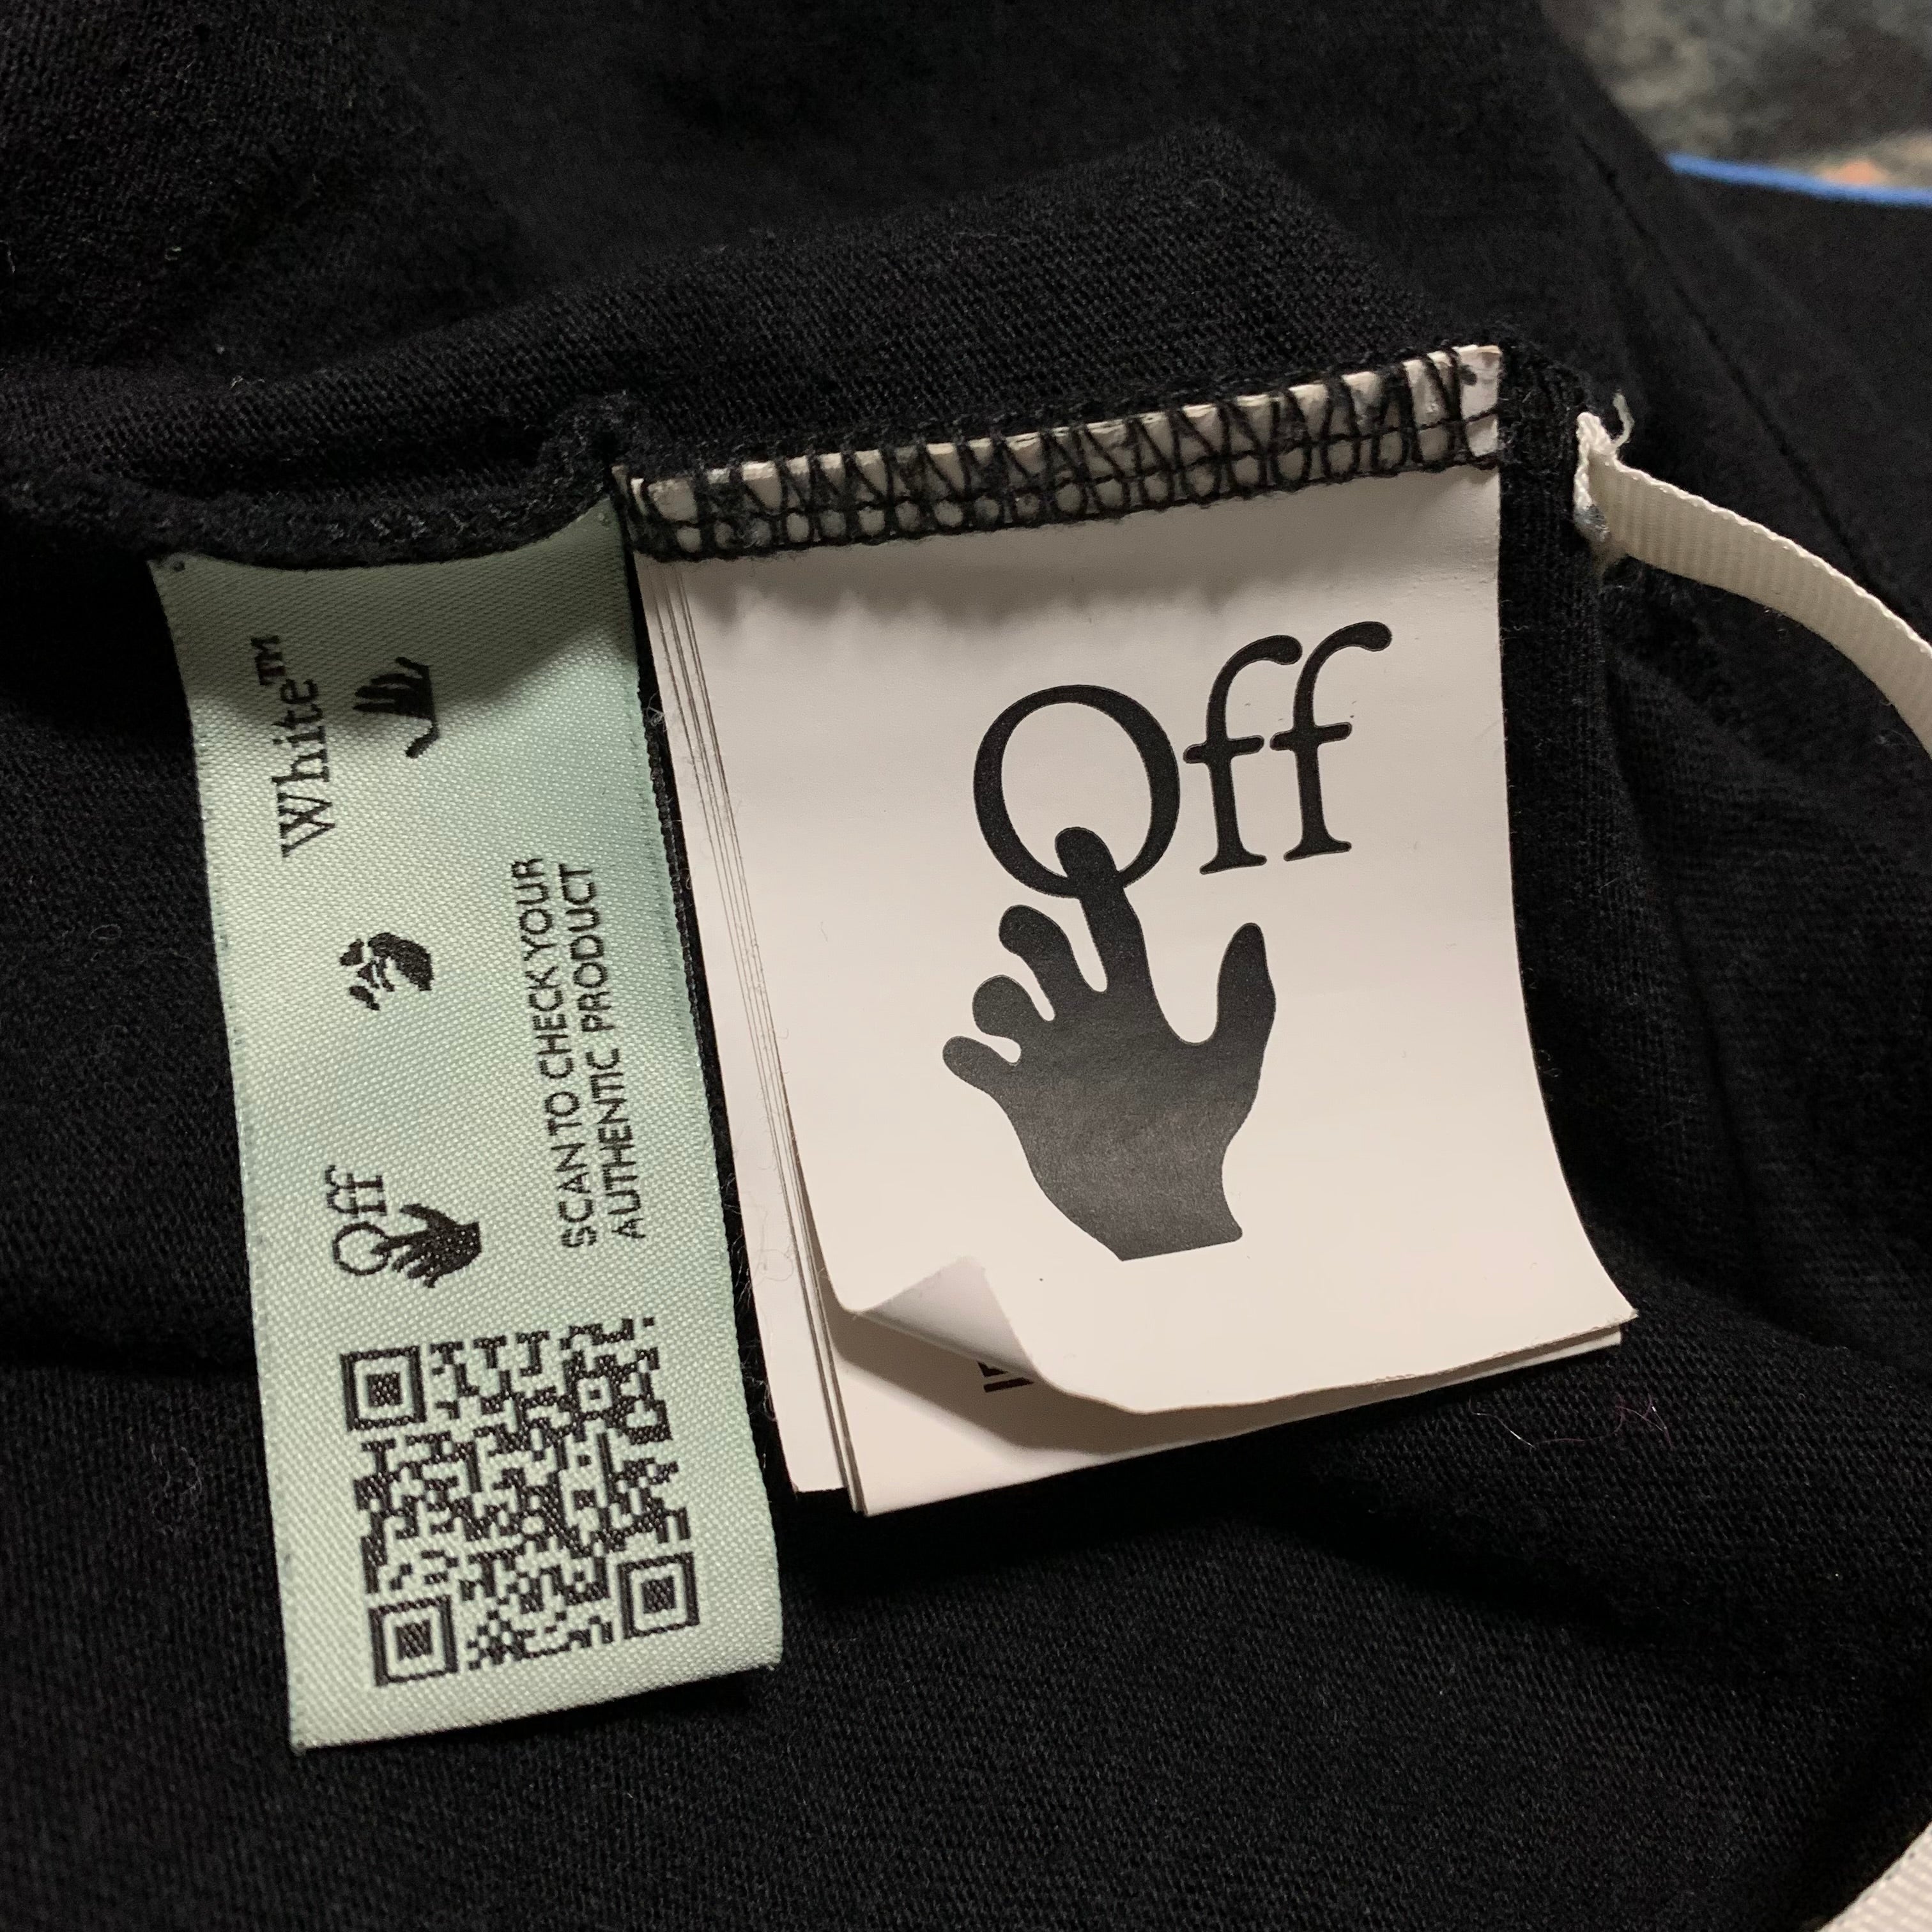 White™
Off
SCAN TO CHECK YOUR
AUTHENTIC PRODUCT
Off